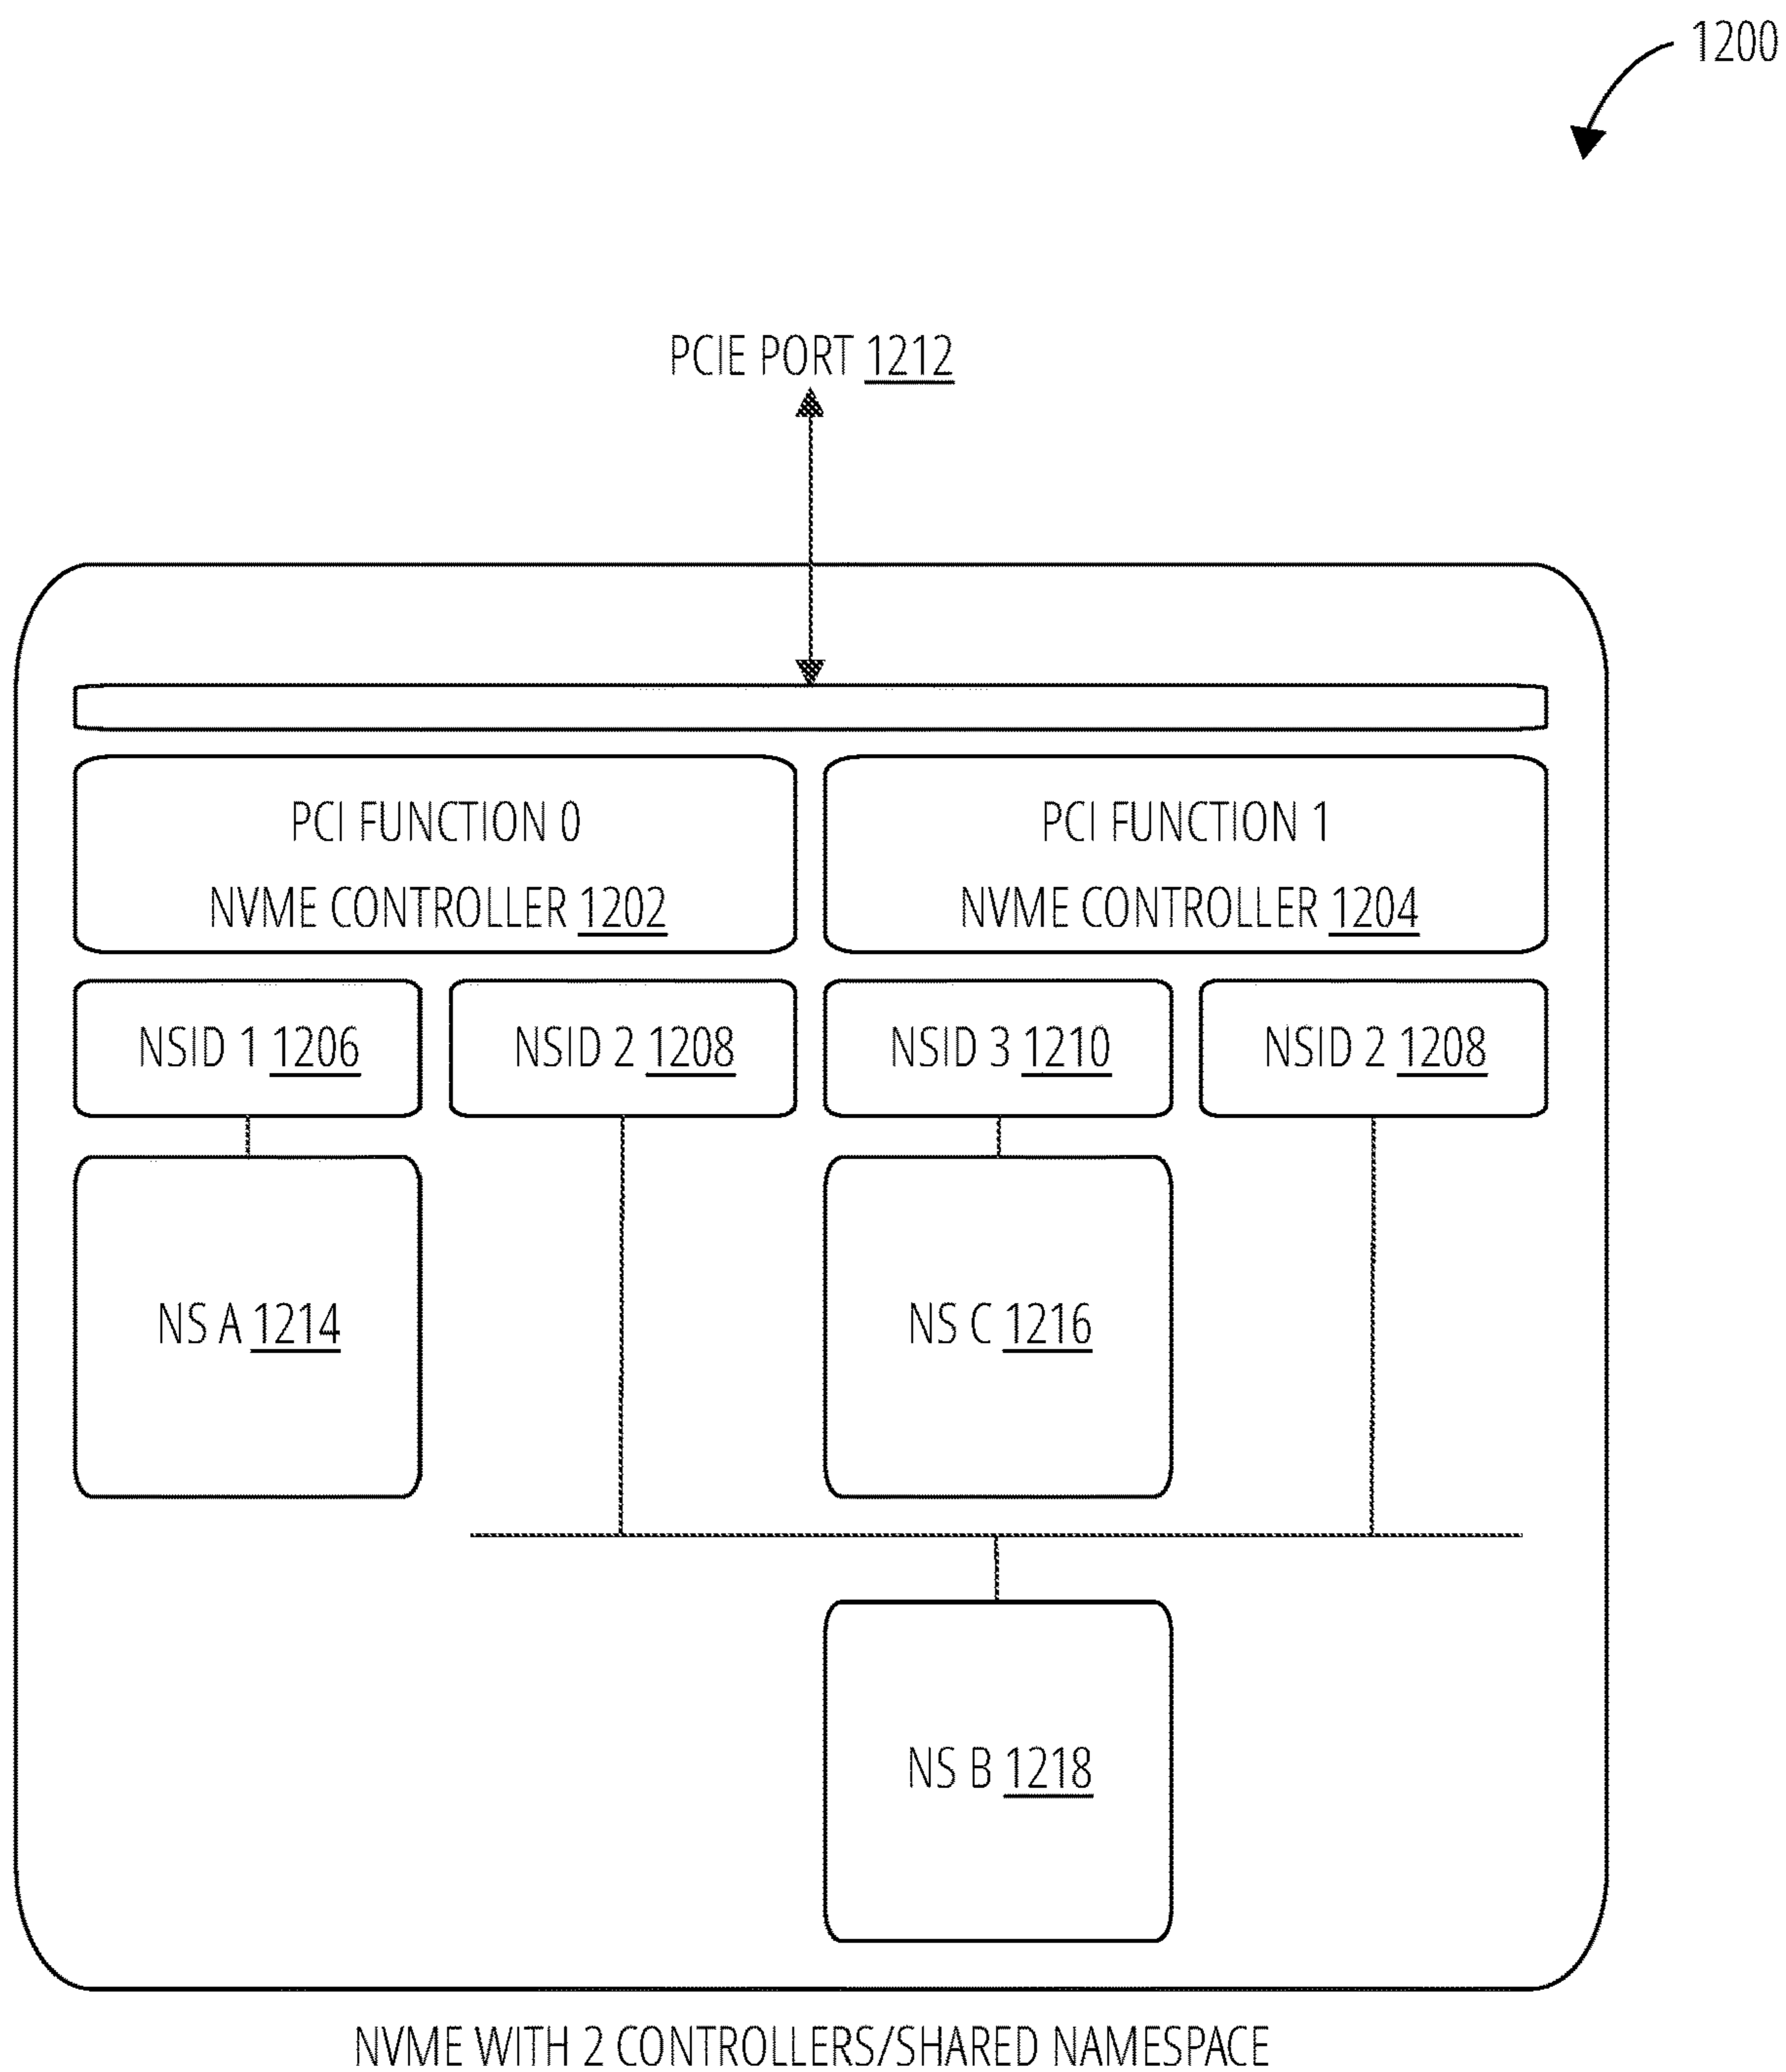 1200
PCIE PORT 1212
PCI FUNCTION 0
NVME CONTROLLER 1202
PCI FUNCTION 1
NVME CONTROLLER 1204
NSID 1 1206
NSID 2 1208
NSID 3 1210
NSID 2 1208
NS A 1214
NS C 1216
NS B 1218
NVME WITH 2 CONTROLLERS/SHARED NAMESPACE